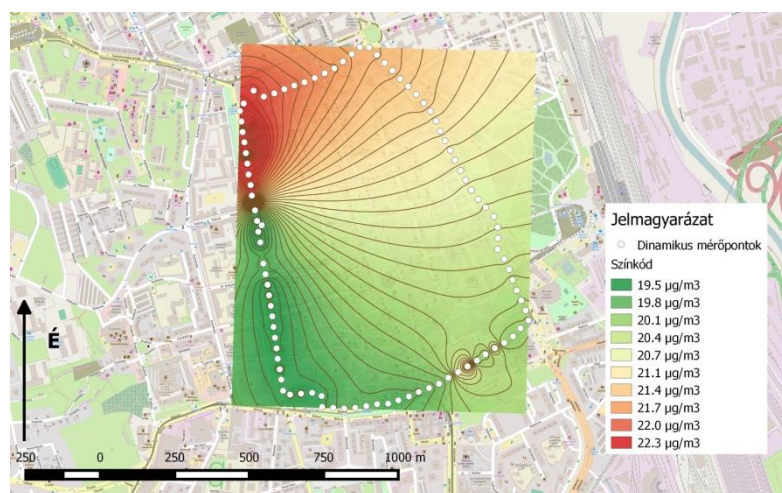 Jelmagyarázat
Dinamikus mérőpontok
Színkód
19.5 µg/m3
19.8 µg/m3
20.1 µg/m3
20.4 µg/m3
20.7 µg/m3
21.1 µg/m3
21.4 µg/m3
21.7 µg/m3
22.0 µg/m3
22.3 µg/m3
É
250 0 250 500 750 1000 m